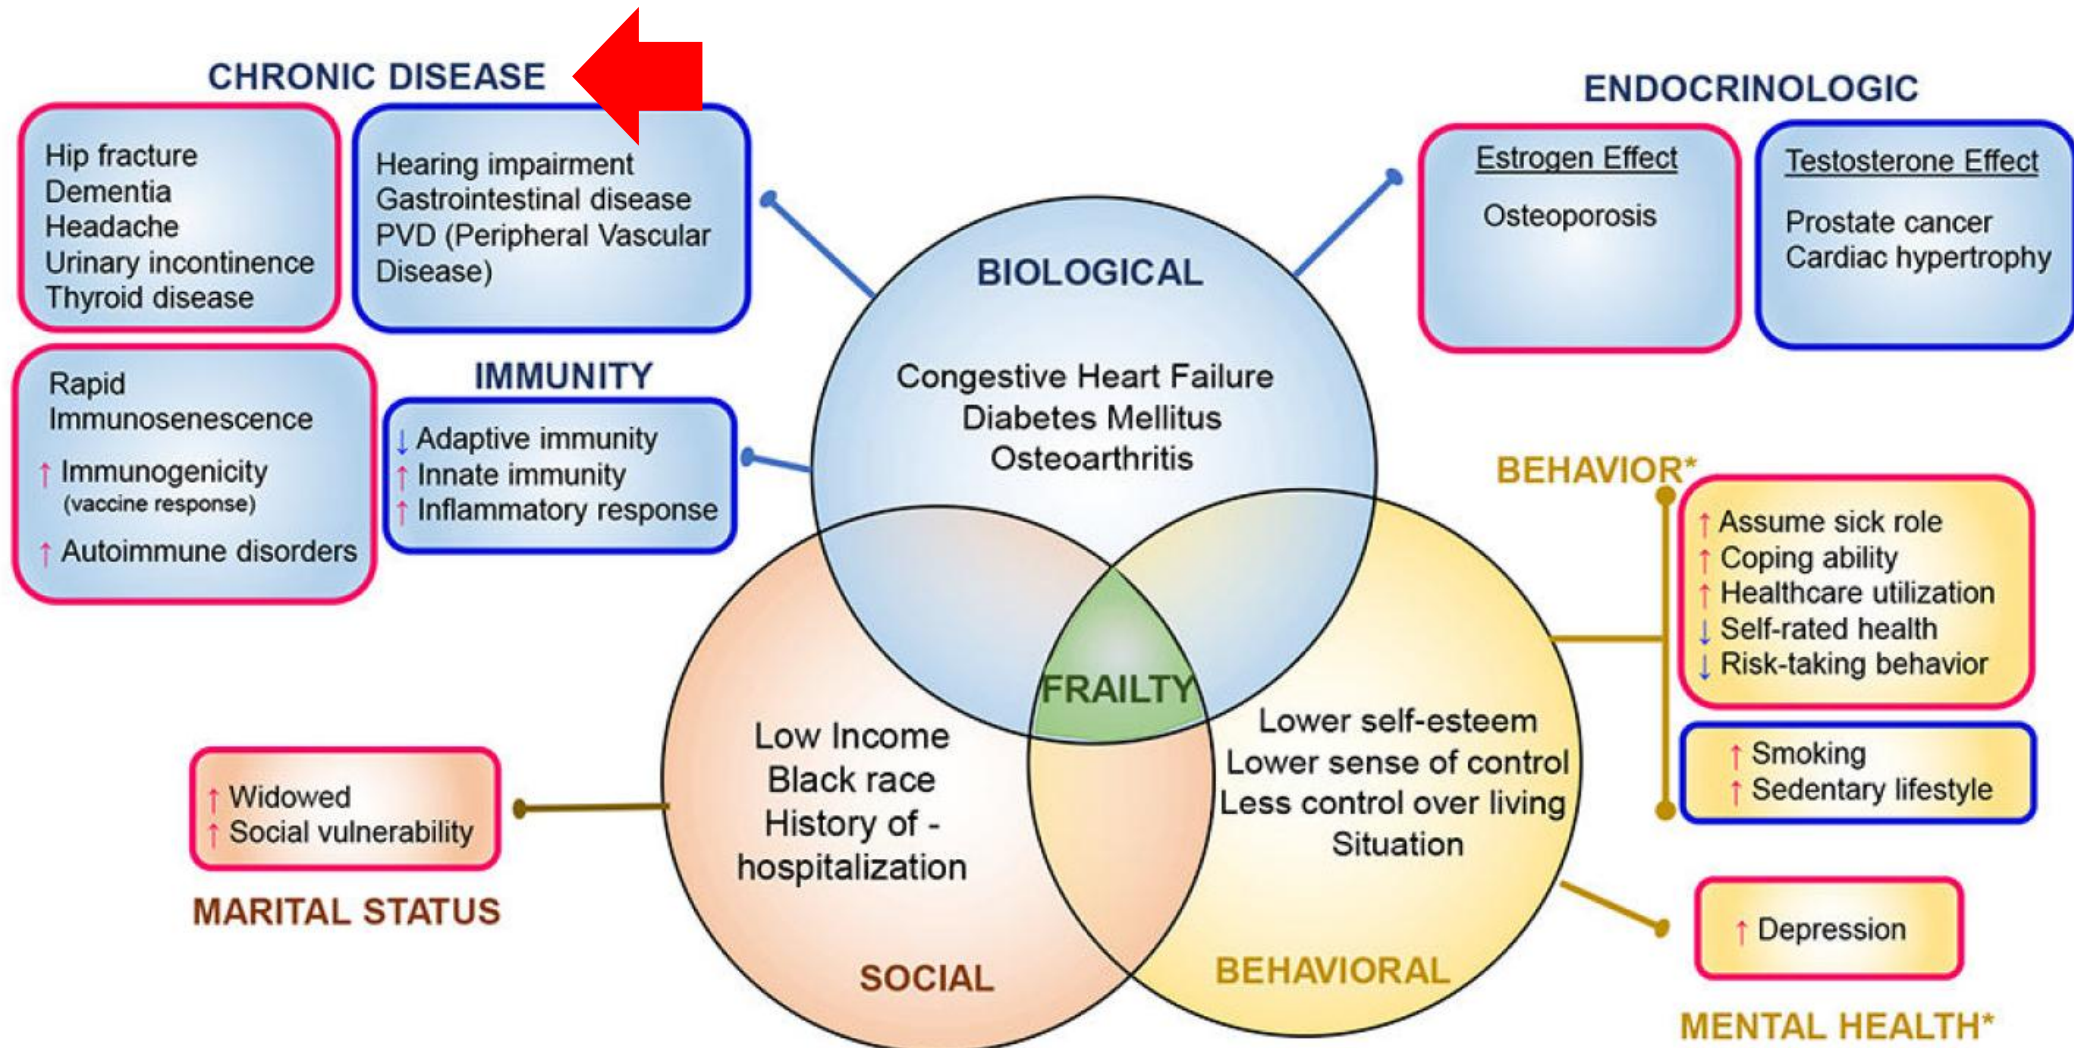 CHRONIC DISEASE
Hip fracture
Dementia
Headache
Urinary incontinence
Thyroid disease
Hearing impairment
Gastrointestinal disease
PVD (Peripheral Vascular
Disease)
IMMUNITY
Rapid
Immunosenescence
↑ Immunogenicity
(vaccine response)
↑ Autoimmune disorders
↓ Adaptive immunity
↑ Innate immunity
↑ Inflammatory response
ENDOCRINOLOGIC
Estrogen Effect
Osteoporosis
Testosterone Effect
Prostate cancer
Cardiac hypertrophy
BIOLOGICAL
Congestive Heart Failure
Diabetes Mellitus
Osteoarthritis
BEHAVIOR*
↑ Assume sick role
↑ Coping ability
↑ Healthcare utilization
↓ Self-rated health
↓ Risk-taking behavior
↑ Smoking
↑ Sedentary lifestyle
FRAILTY
Low Income
Black race
History of -
hospitalization
SOCIAL
Lower self-esteem
Lower sense of control
Less control over living
Situation
BEHAVIORAL
↑ Widowed
↑ Social vulnerability
MARITAL STATUS
↑ Depression
MENTAL HEALTH*